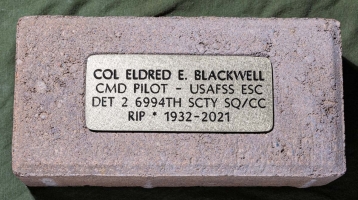 COL ELDRED E. BLACKWELL
CMD PILOT - USAFSS ESC
DET 2 6994TH SCTY SQ/CC
RIP * 1932-2021